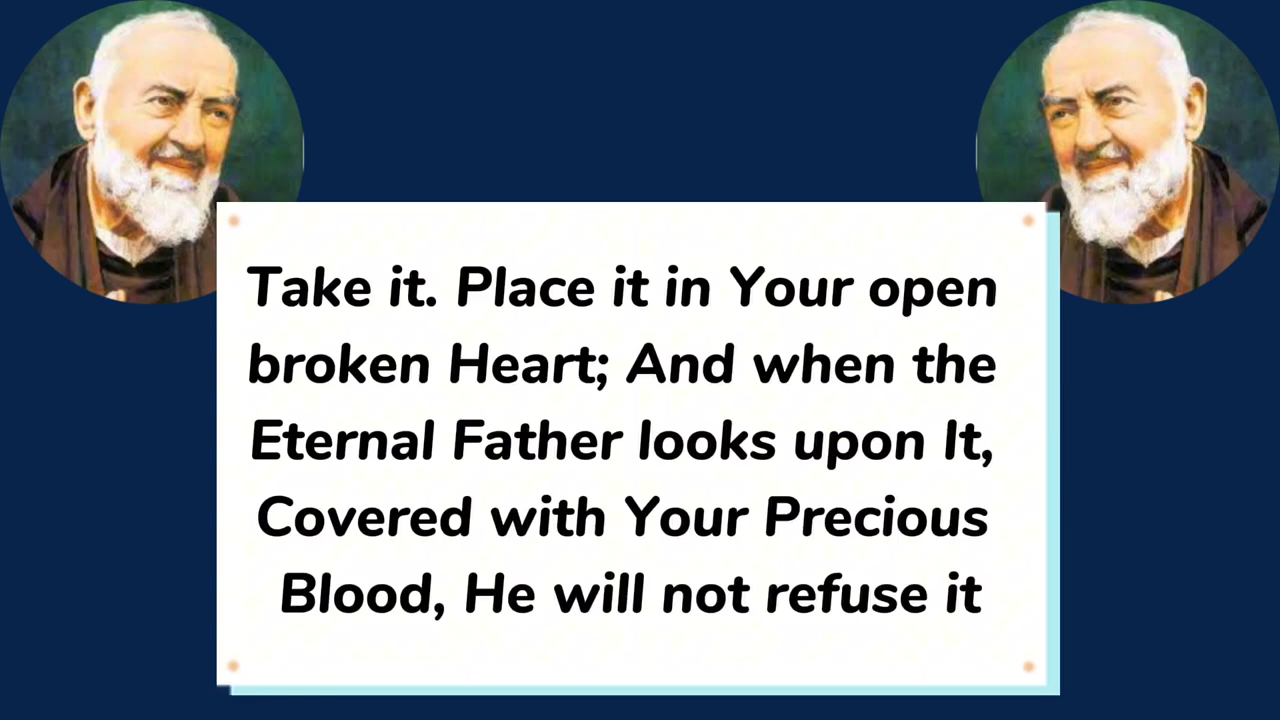 Take it. Place it in Your open
broken Heart; And when the
Eternal Father looks upon It,
Covered with Your Precious
Blood, He will not refuse it